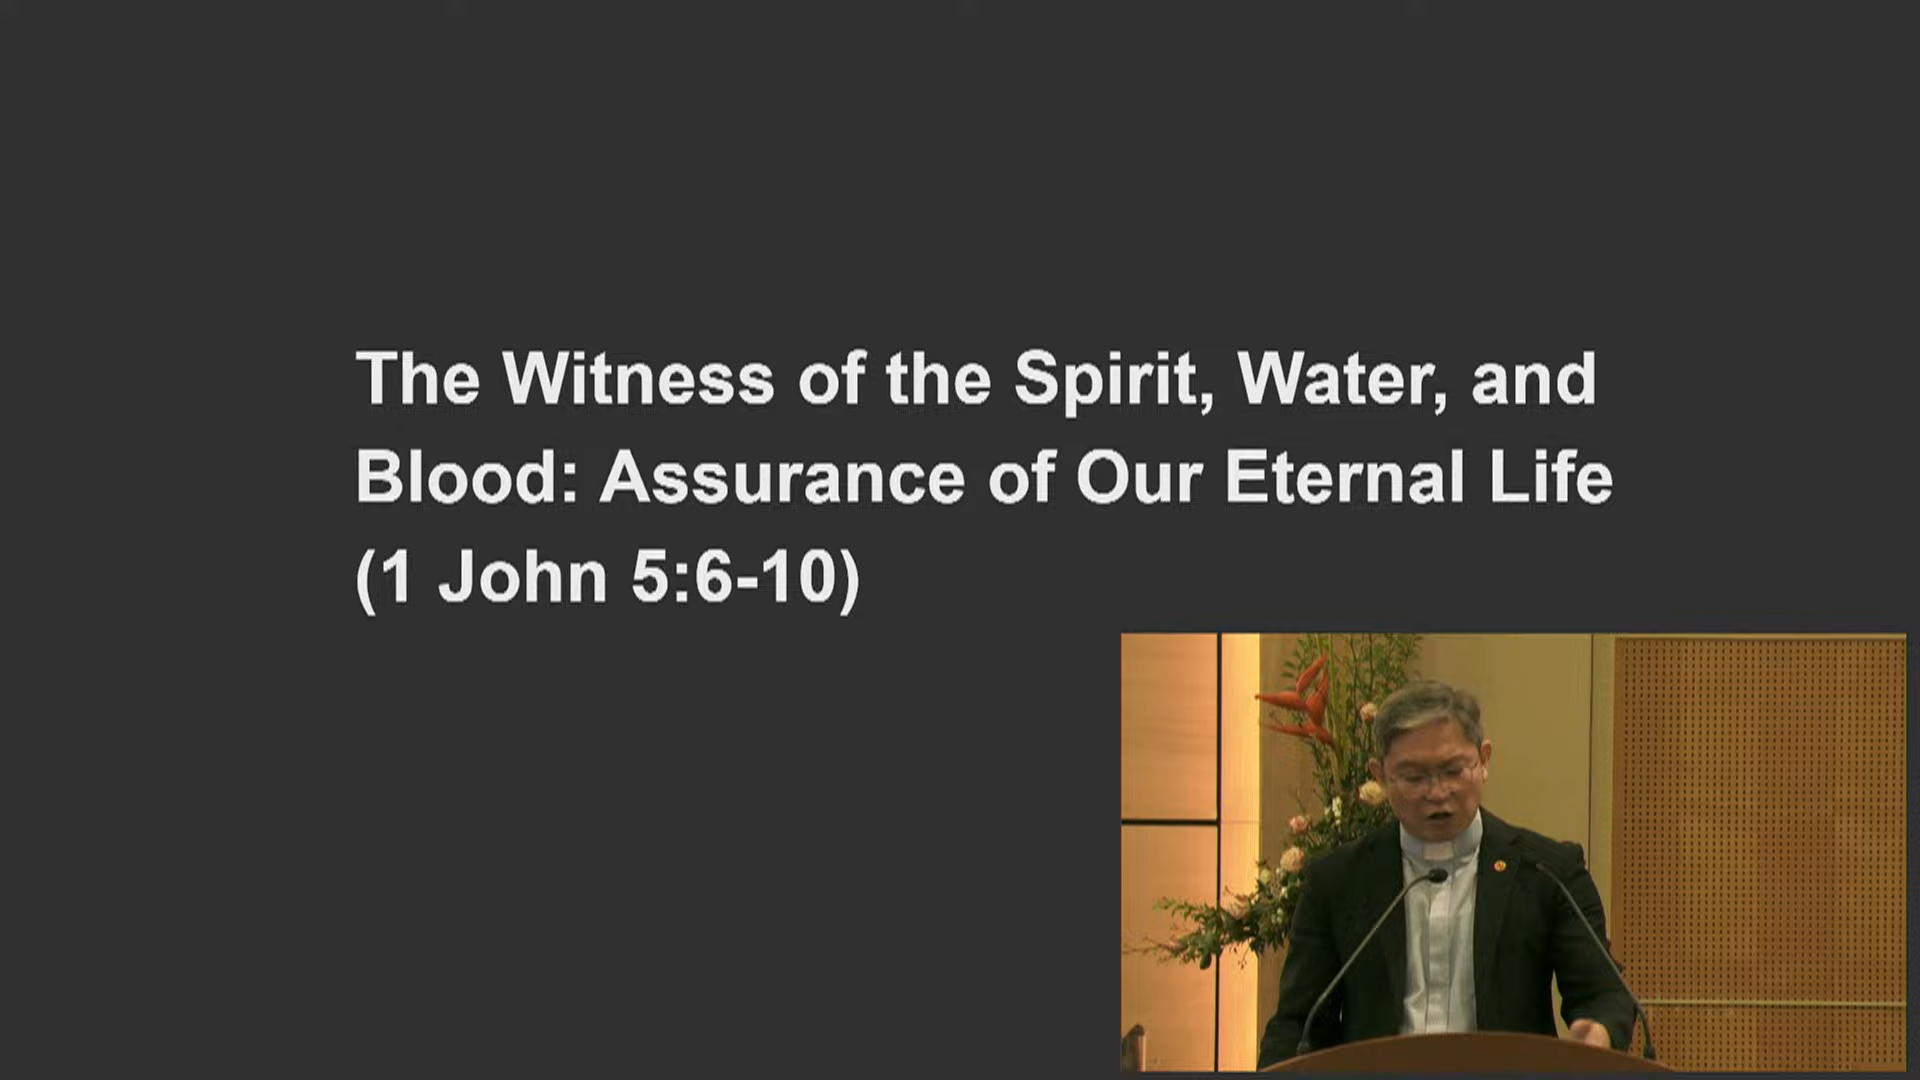 The Witness of the Spirit, Water, and
Blood: Assurance of Our Eternal Life
(1 John 5:6-10)